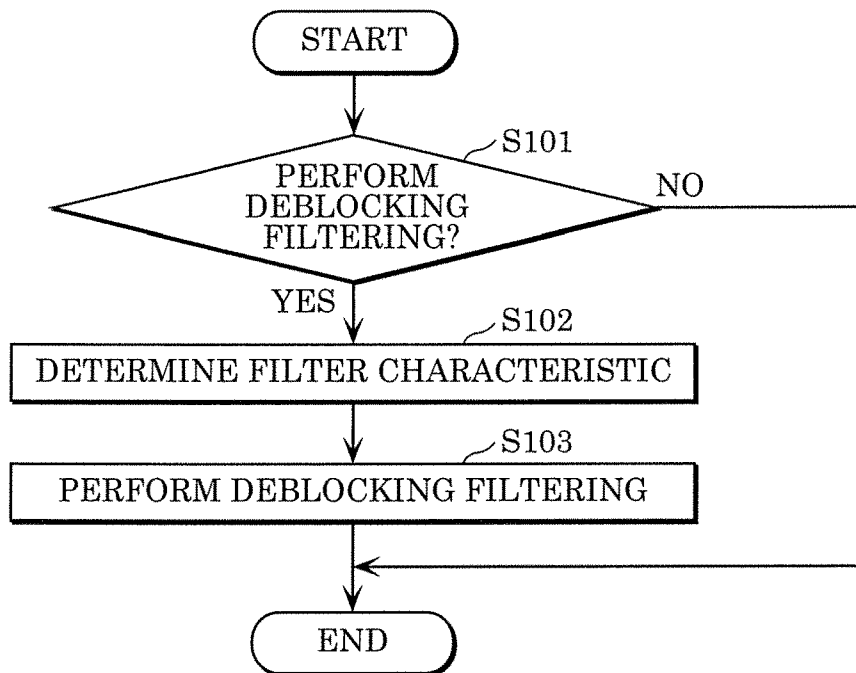 START
S101
PERFORM
DEBLOCKING
FILTERING?
NO
YES
S102
DETERMINE FILTER CHARACTERISTIC
S103
PERFORM DEBLOCKING FILTERING
END